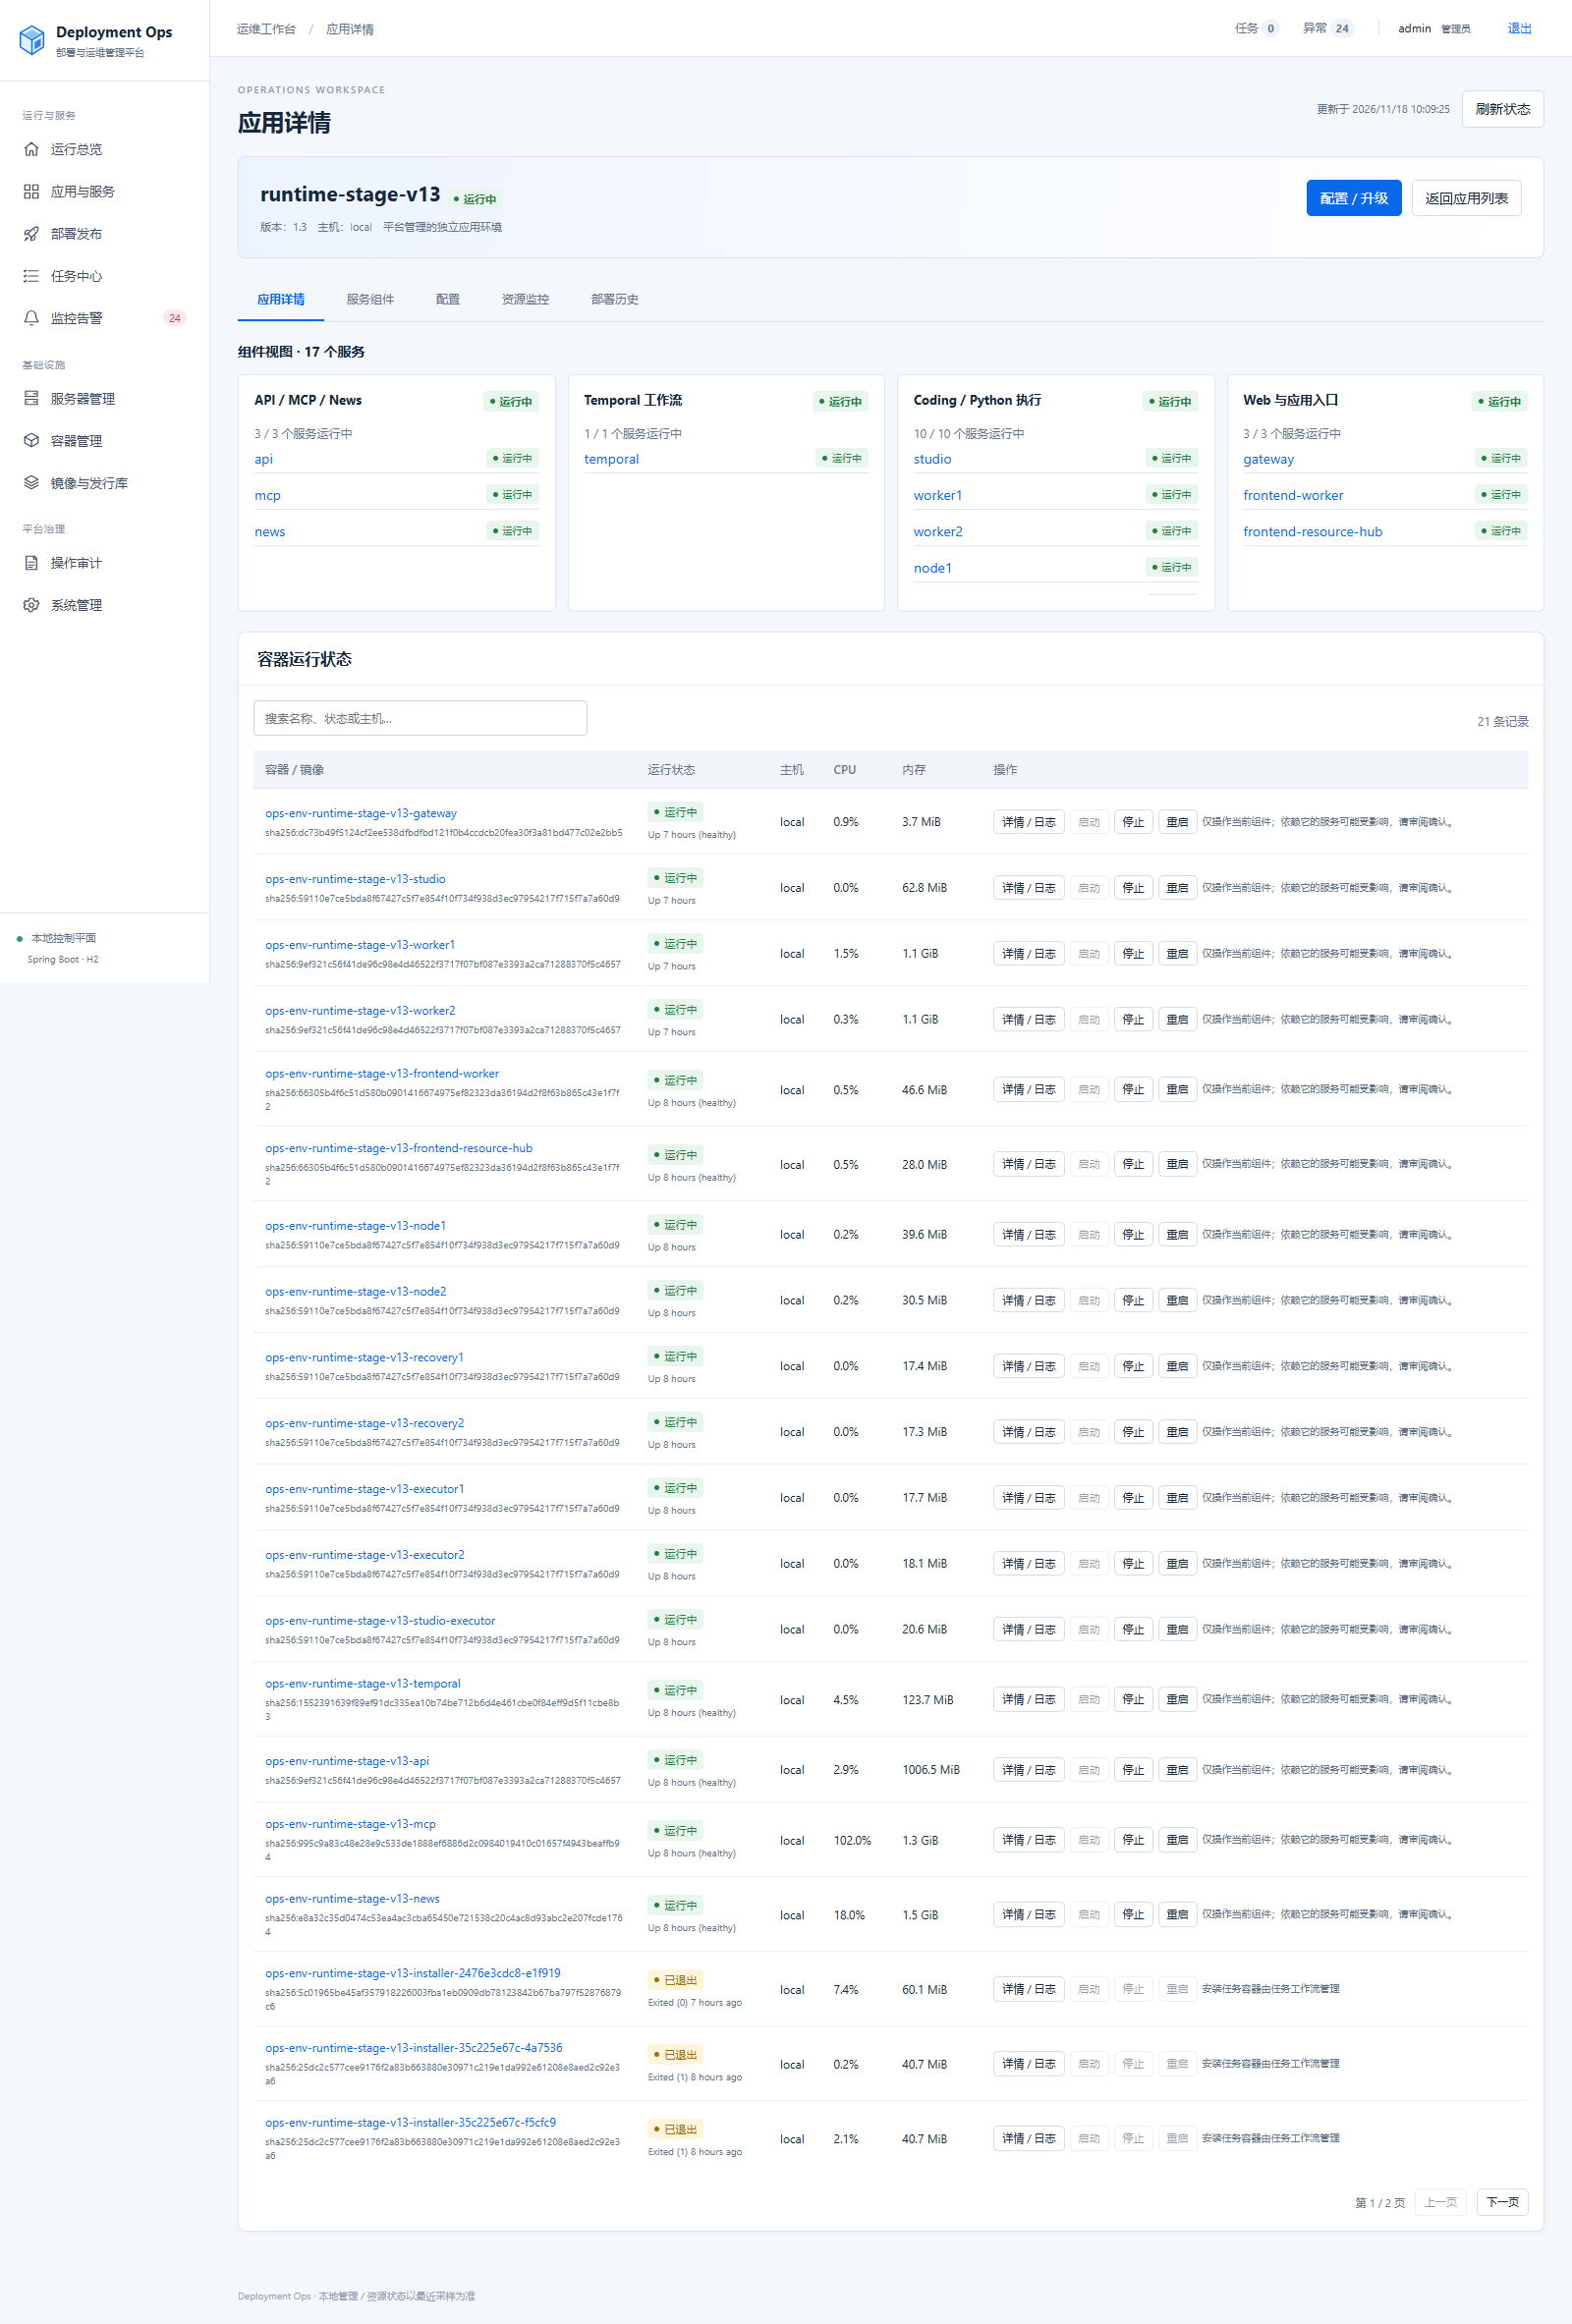 Deployment Ops
部署与运维管理平台
运行与服务
运行总览
应用与服务
部署发布
任务中心
监控告警 24
基础设施
服务器管理
容器管理
镜像与发行库
平台治理
操作审计
系统管理
本地控制平面
Spring Boot · H2
运维工作台 / 应用详情
任务 0 异常 24 admin 管理员 退出
OPERATIONS WORKSPACE
应用详情
更新于 2026/11/18 10:09:25 刷新状态
runtime-stage-v13 运行中
版本: 1.3 主机: local 平台管理的独立应用环境
配置 / 升级 返回应用列表
应用详情 服务组件 配置 资源监控 部署历史
组件视图 · 17 个服务
API / MCP / News 运行中
3 / 3 个服务运行中
api 运行中
mcp 运行中
news 运行中
Temporal 工作流 运行中
1 / 1 个服务运行中
temporal 运行中
Coding / Python 执行 运行中
10 / 10 个服务运行中
studio 运行中
worker1 运行中
worker2 运行中
node1 运行中
Web 与应用入口 运行中
3 / 3 个服务运行中
gateway 运行中
frontend-worker 运行中
frontend-resource-hub 运行中
容器运行状态
搜索名称、状态或主机...
21 条记录
容器 / 镜像 运行状态 主机 CPU 内存 操作
ops-env-runtime-stage-v13-gateway 运行中
sha256:dc73b49f5124cf2ee538dfbdfbd121f0b4ccdcb20fea30f3a81bd477c02e2bb5 Up 7 hours (healthy)
local 0.9% 3.7 MiB 详情 / 日志 启动 停止 重启 仅操作当前组件；依赖它的服务可能受影响，请审阅确认。
ops-env-runtime-stage-v13-studio 运行中
sha256:59110e7ce5bda8f67427c5f7e854f10f734f938d3ec97954217f715f7a7a60d9 Up 7 hours
local 0.0% 62.8 MiB 详情 / 日志 启动 停止 重启 仅操作当前组件；依赖它的服务可能受影响，请审阅确认。
ops-env-runtime-stage-v13-worker1 运行中
sha256:9ef321c56f41de96c98e4d46522f3717f07bf087e3393a2ca71288370f5c4657 Up 7 hours
local 1.5% 1.1 GiB 详情 / 日志 启动 停止 重启 仅操作当前组件；依赖它的服务可能受影响，请审阅确认。
ops-env-runtime-stage-v13-worker2 运行中
sha256:9ef321c56f41de96c98e4d46522f3717f07bf087e3393a2ca71288370f5c4657 Up 7 hours
local 0.3% 1.1 GiB 详情 / 日志 启动 停止 重启 仅操作当前组件；依赖它的服务可能受影响，请审阅确认。
ops-env-runtime-stage-v13-frontend-worker 运行中
sha256:66305b4f6c51d580b0901416674975ef82323da36194d2f8f63b865c43e1f7f
2 Up 8 hours (healthy)
local 0.5% 46.6 MiB 详情 / 日志 启动 停止 重启 仅操作当前组件；依赖它的服务可能受影响，请审阅确认。
ops-env-runtime-stage-v13-frontend-resource-hub 运行中
sha256:66305b4f6c51d580b0901416674975ef82323da36194d2f8f63b865c43e1f7f
2 Up 8 hours (healthy)
local 0.5% 28.0 MiB 详情 / 日志 启动 停止 重启 仅操作当前组件；依赖它的服务可能受影响，请审阅确认。
ops-env-runtime-stage-v13-node1 运行中
sha256:59110e7ce5bda8f67427c5f7e854f10f734f938d3ec97954217f715f7a7a60d9 Up 8 hours
local 0.2% 39.6 MiB 详情 / 日志 启动 停止 重启 仅操作当前组件；依赖它的服务可能受影响，请审阅确认。
ops-env-runtime-stage-v13-node2 运行中
sha256:59110e7ce5bda8f67427c5f7e854f10f734f938d3ec97954217f715f7a7a60d9 Up 8 hours
local 0.2% 30.5 MiB 详情 / 日志 启动 停止 重启 仅操作当前组件；依赖它的服务可能受影响，请审阅确认。
ops-env-runtime-stage-v13-recovery1 运行中
sha256:59110e7ce5bda8f67427c5f7e854f10f734f938d3ec97954217f715f7a7a60d9 Up 8 hours
local 0.0% 17.4 MiB 详情 / 日志 启动 停止 重启 仅操作当前组件；依赖它的服务可能受影响，请审阅确认。
ops-env-runtime-stage-v13-recovery2 运行中
sha256:59110e7ce5bda8f67427c5f7e854f10f734f938d3ec97954217f715f7a7a60d9 Up 8 hours
local 0.0% 17.3 MiB 详情 / 日志 启动 停止 重启 仅操作当前组件；依赖它的服务可能受影响，请审阅确认。
ops-env-runtime-stage-v13-executor1 运行中
sha256:59110e7ce5bda8f67427c5f7e854f10f734f938d3ec97954217f715f7a7a60d9 Up 8 hours
local 0.0% 17.7 MiB 详情 / 日志 启动 停止 重启 仅操作当前组件；依赖它的服务可能受影响，请审阅确认。
ops-env-runtime-stage-v13-executor2 运行中
sha256:59110e7ce5bda8f67427c5f7e854f10f734f938d3ec97954217f715f7a7a60d9 Up 8 hours
local 0.0% 18.1 MiB 详情 / 日志 启动 停止 重启 仅操作当前组件；依赖它的服务可能受影响，请审阅确认。
ops-env-runtime-stage-v13-studio-executor 运行中
sha256:59110e7ce5bda8f67427c5f7e854f10f734f938d3ec97954217f715f7a7a60d9 Up 8 hours
local 0.0% 20.6 MiB 详情 / 日志 启动 停止 重启 仅操作当前组件；依赖它的服务可能受影响，请审阅确认。
ops-env-runtime-stage-v13-temporal 运行中
sha256:1552391639f89ef91dc335ea10b74be712b6d4e461cbe0f84eff9d5f11cbe8b
3 Up 8 hours (healthy)
local 4.5% 123.7 MiB 详情 / 日志 启动 停止 重启 仅操作当前组件；依赖它的服务可能受影响，请审阅确认。
ops-env-runtime-stage-v13-api 运行中
sha256:9ef321c56f41de96c98e4d46522f3717f07bf087e3393a2ca71288370f5c4657 Up 8 hours (healthy)
local 2.9% 1006.5 MiB 详情 / 日志 启动 停止 重启 仅操作当前组件；依赖它的服务可能受影响，请审阅确认。
ops-env-runtime-stage-v13-mcp 运行中
sha256:995c9a83c48e28e9c533de1888ef6886d2c0984019410c01657f4943beaffb9
4 Up 8 hours (healthy)
local 102.0% 1.3 GiB 详情 / 日志 启动 停止 重启 仅操作当前组件；依赖它的服务可能受影响，请审阅确认。
ops-env-runtime-stage-v13-news 运行中
sha256:e8a32c35d0474c53ea4ac3cba65450e721538c20c4ac8d93abc2e207fcde176
4 Up 8 hours (healthy)
local 18.0% 1.5 GiB 详情 / 日志 启动 停止 重启 仅操作当前组件；依赖它的服务可能受影响，请审阅确认。
ops-env-runtime-stage-v13-installer-2476e3cdc8-e1f919 已退出
sha256:5c01965be45af357918226003fba1eb0909db78123842b67ba797f52876879
c6 Exited (0) 7 hours ago
local 7.4% 60.1 MiB 详情 / 日志 启动 停止 重启 安装任务容器由任务工作流管理
ops-env-runtime-stage-v13-installer-35c225e67c-4a7536 已退出
sha256:25dc2c577cee9176f2a83b663880e30971c219e1da992e61208e8aed2c92e3
a6 Exited (1) 8 hours ago
local 0.2% 40.7 MiB 详情 / 日志 启动 停止 重启 安装任务容器由任务工作流管理
ops-env-runtime-stage-v13-installer-35c225e67c-f5cfc9 已退出
sha256:25dc2c577cee9176f2a83b663880e30971c219e1da992e61208e8aed2c92e3
a6 Exited (1) 8 hours ago
local 2.1% 40.7 MiB 详情 / 日志 启动 停止 重启 安装任务容器由任务工作流管理
第 1 / 2 页 上一页 下一页
Deployment Ops · 本地管理 / 资源状态以最近采样为准